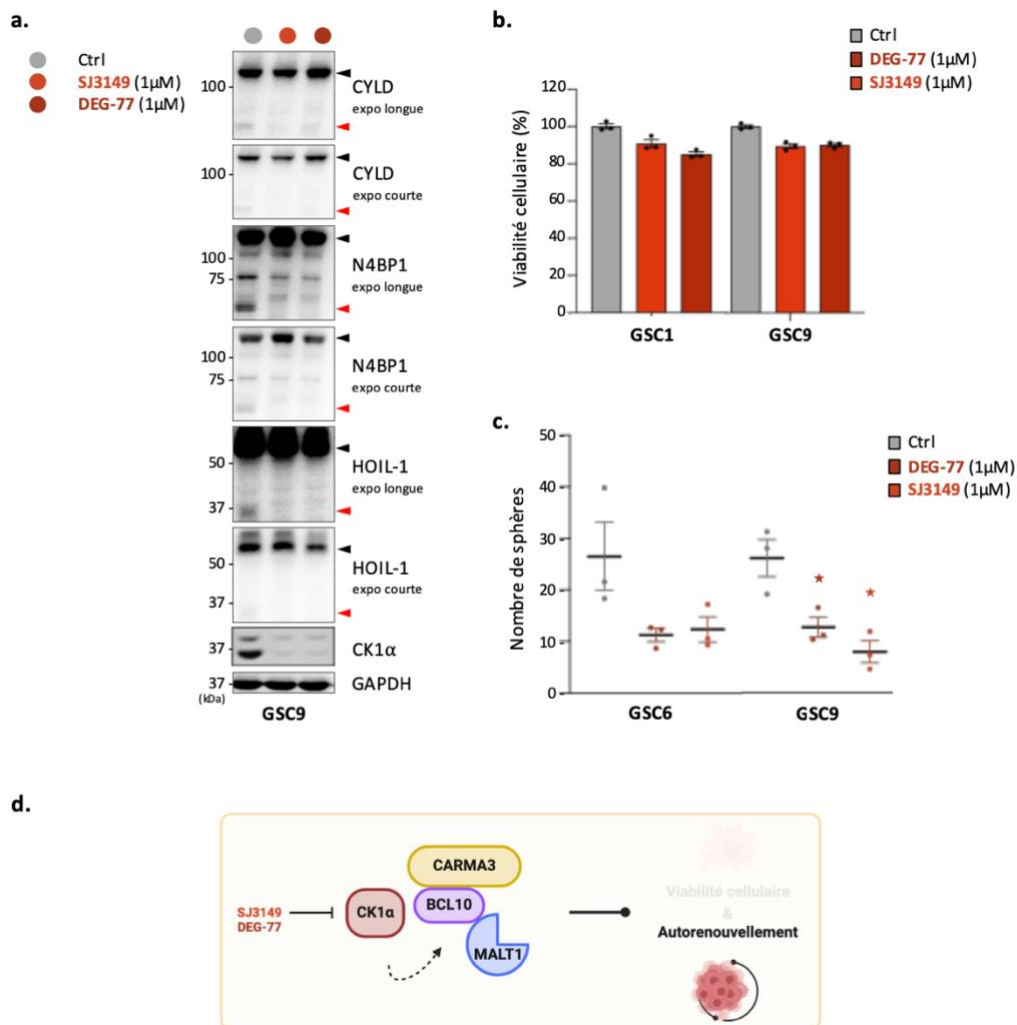 a.
Ctrl
SJ3149 (1µM)
DEG-77 (1µM)
100
CYLD
expo longue
100
CYLD
expo courte
100
75
N4BP1
expo longue
100
75
N4BP1
expo courte
50
37
HOIL-1
expo longue
50
37
HOIL-1
expo courte
37
CK1α
37
(kDa)
GAPDH
GSC9
b.
Ctrl
DEG-77 (1µM)
SJ3149 (1µM)
Viabilité cellulaire (%)
120
100
80
60
40
20
0
GSC1 GSC9
c.
Ctrl
DEG-77 (1µM)
SJ3149 (1µM)
Nombre de sphères
50
40
30
20
10
0
GSC6 GSC9
d.
SJ3149
DEG-77
CK1α
CARMA3
BCL10
MALT1
Viabilité cellulaire
&
Autorenouvellement